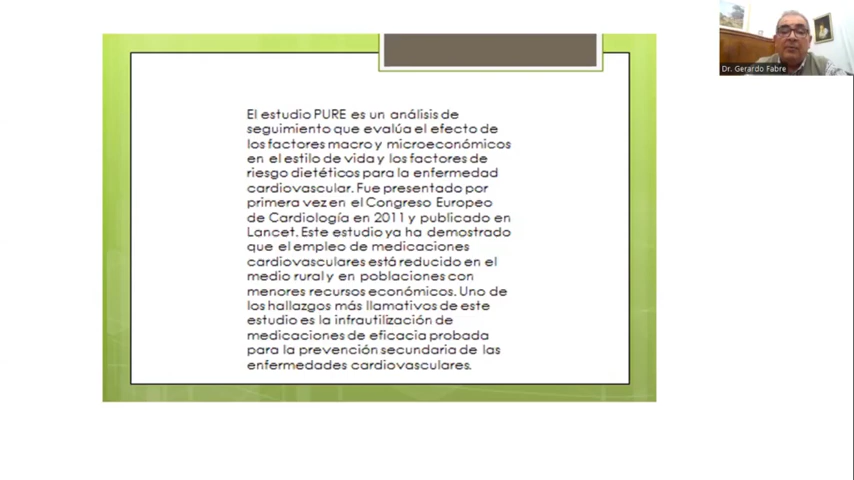 El estudio PURE es un análisis de
seguimiento que evalúa el efecto de
los factores macro y microeconómicos
en el estilo de vida y los factores de
riesgo dietéticos para la enfermedad
cardiovascular. Fue presentado por
primera vez en el Congreso Europeo
de Cardiología en 2011 y publicado en
Lancet. Este estudio ya ha demostrado
que el empleo de medicaciones
cardiovasculares está reducido en el
medio rural y en poblaciones con
menores recursos económicos. Uno de
los hallazgos más llamativos de este
estudio es la infrautilización de
medicaciones de eficacia probada
para la prevención secundaria de las
enfermedades cardiovasculares.
Dr. Gerardo Fabre